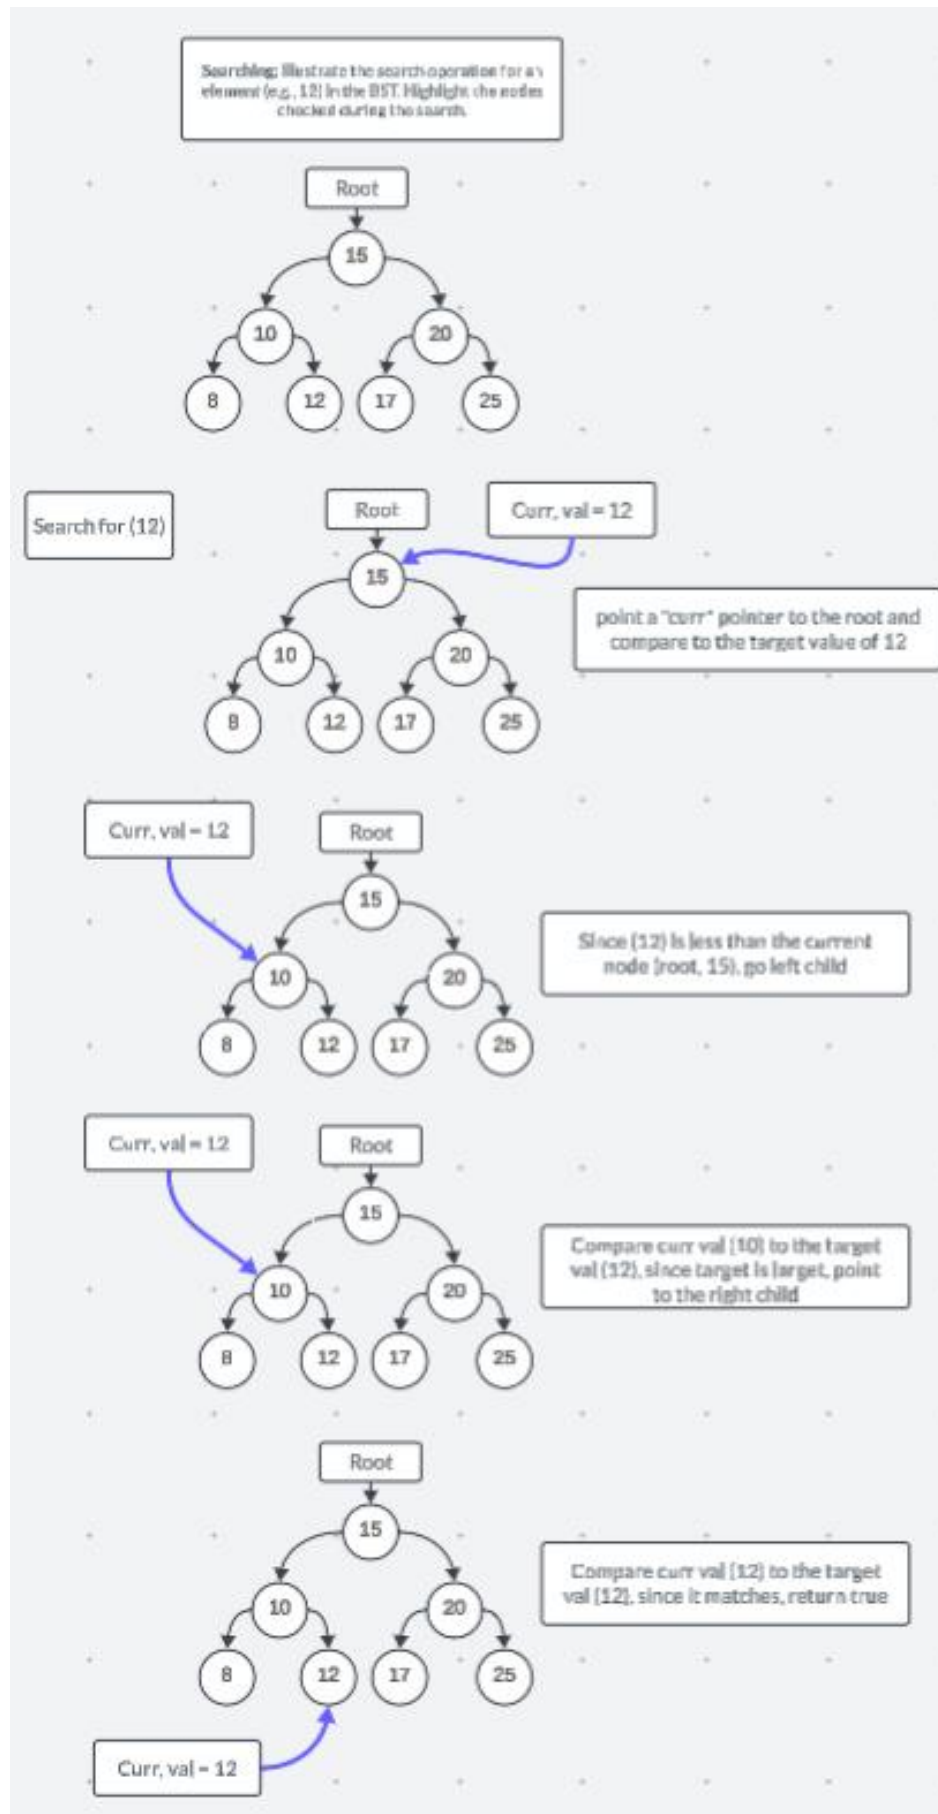 Searching: Illustrate the search operation for an
element (e.g., 12) in the BST. Highlight the nodes
checked during the search.
Root
15
10
20
8
12
17
25
Search for (12)
Root
Curr, val = 12
15
point a "curr" pointer to the root and
compare to the target value of 12
10
20
8
12
17
25
Curr, val = 12
Root
15
Since (12) is less than the current
node (root, 15), go left child
10
20
8
12
17
25
Curr, val = 12
Root
15
Compare curr val (10) to the target
val (12), since target is larget, point
to the right child
10
20
8
12
17
25
Root
15
Compare curr val (12) to the target
val (12), since it matches, return true
10
20
8
12
17
25
Curr, val = 12